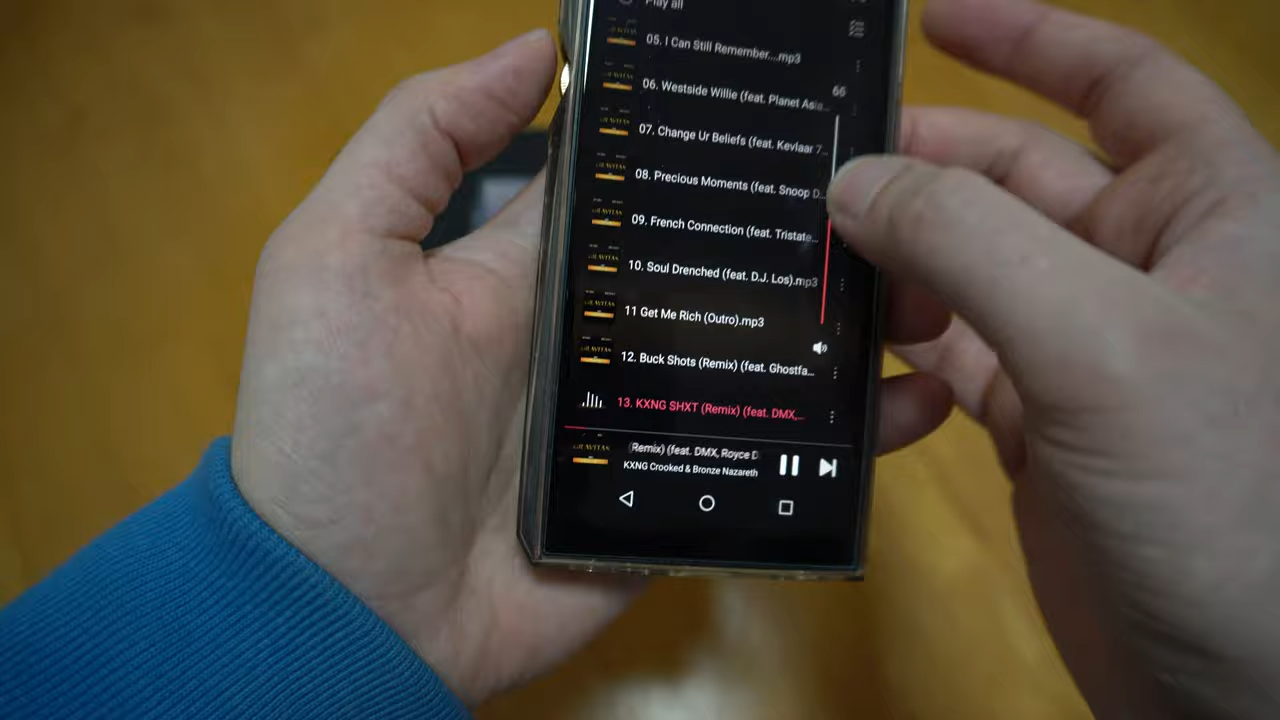 Play all
05. I Can Still Remember....mp3
66
06. Westside Willie (feat. Planet Asia...
07. Change Ur Beliefs (feat. Kevlaar 7...
08. Precious Moments (feat. Snoop D...
09. French Connection (feat. Tristate...
10. Soul Drenched (feat. D.J. Los).mp3
11 Get Me Rich (Outro).mp3
12. Buck Shots (Remix) (feat. Ghostfa...
13. KXNG SHXT (Remix) (feat. DMX,...
(Remix) (feat. DMX, Royce D
KXNG Crooked & Bronze Nazareth